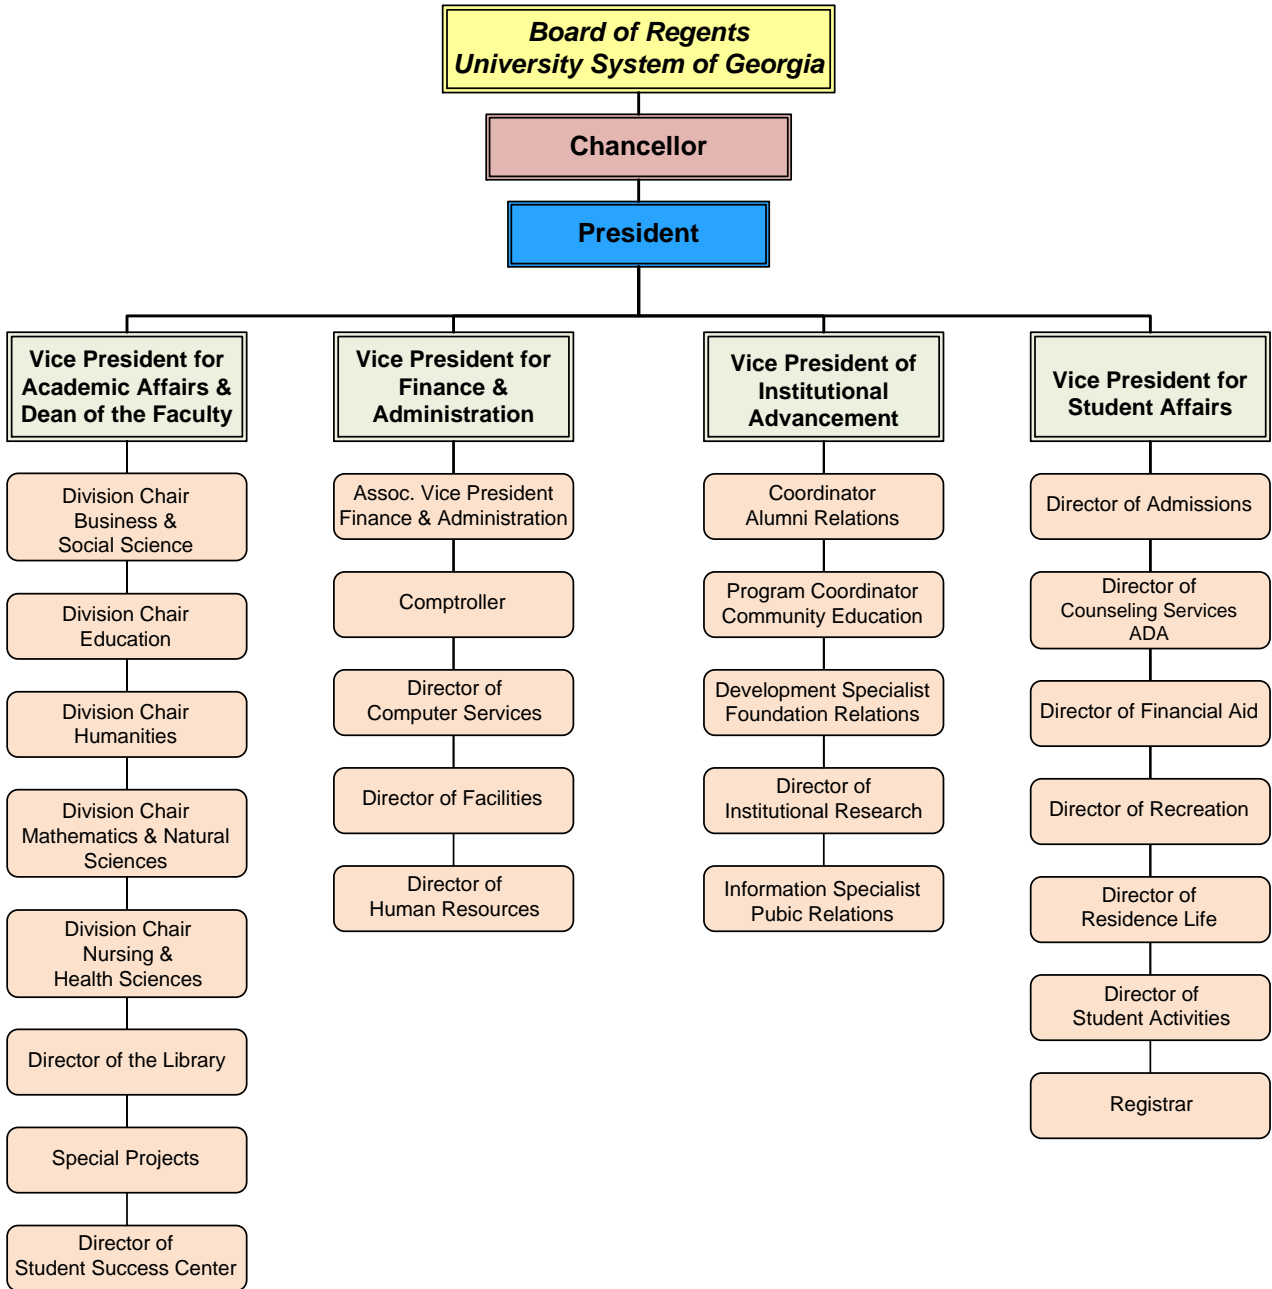 Board of Regents
University System of Georgia
Chancellor
President
Vice President for
Academic Affairs &
Dean of the Faculty
Division Chair
Business &
Social Science
Division Chair
Education
Division Chair
Humanities
Division Chair
Mathematics & Natural
Sciences
Division Chair
Nursing &
Health Sciences
Director of the Library
Special Projects
Director of
Student Success Center
Vice President for
Finance &
Administration
Assoc. Vice President
Finance & Administration
Comptroller
Director of
Computer Services
Director of Facilities
Director of
Human Resources
Vice President of
Institutional
Advancement
Coordinator
Alumni Relations
Program Coordinator
Community Education
Development Specialist
Foundation Relations
Director of
Institutional Research
Information Specialist
Pubic Relations
Vice President for
Student Affairs
Director of Admissions
Director of
Counseling Services
ADA
Director of Financial Aid
Director of Recreation
Director of
Residence Life
Director of
Student Activities
Registrar